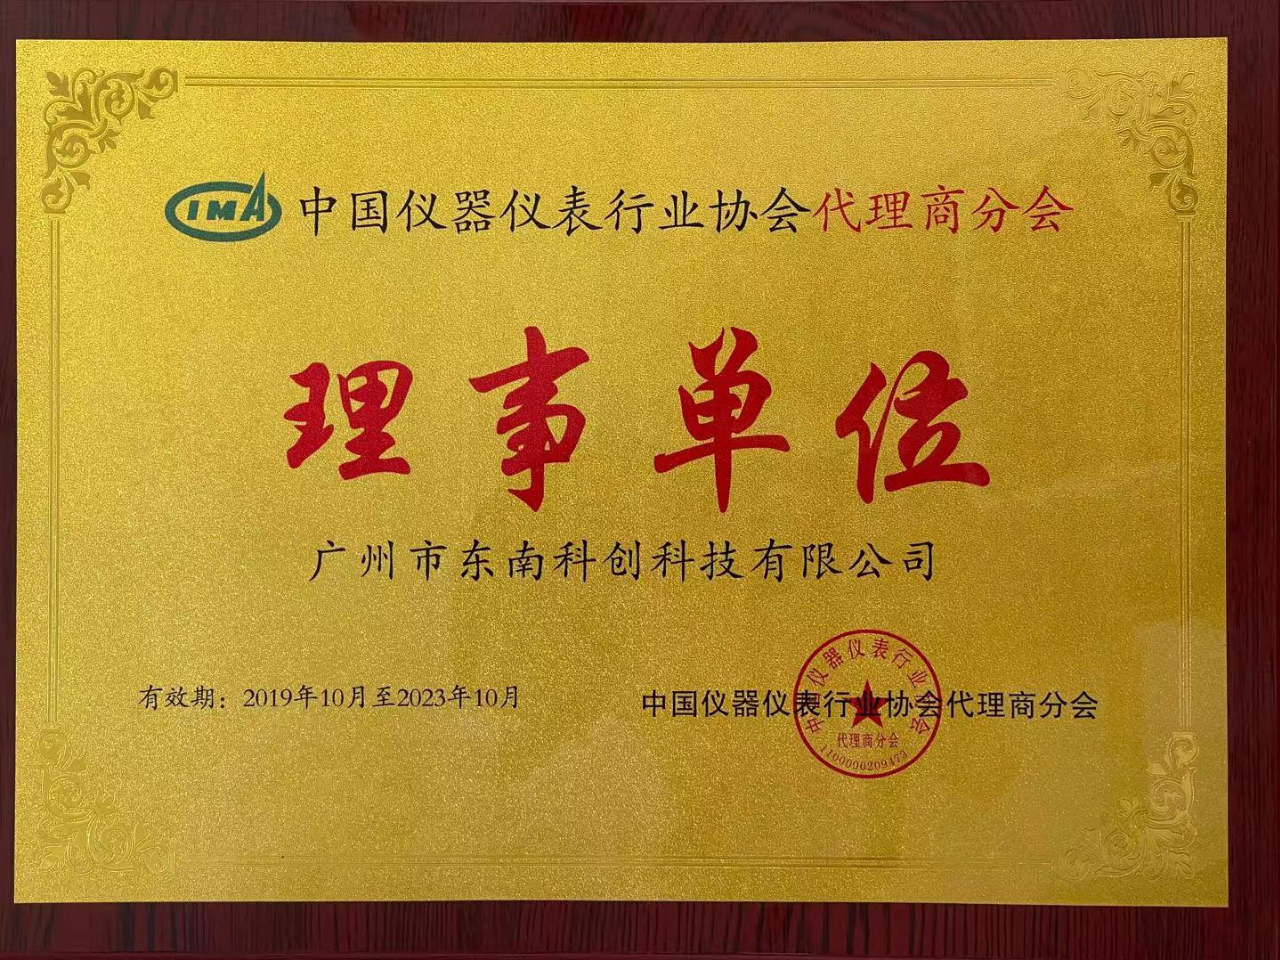 IMA 中国仪器仪表行业协会代理商分会
理事单位
广州市东南科创科技有限公司
有效期：2019年10月至2023年10月
中国仪器仪表行业协会代理商分会
中国仪器仪表行业协会
代理商分会